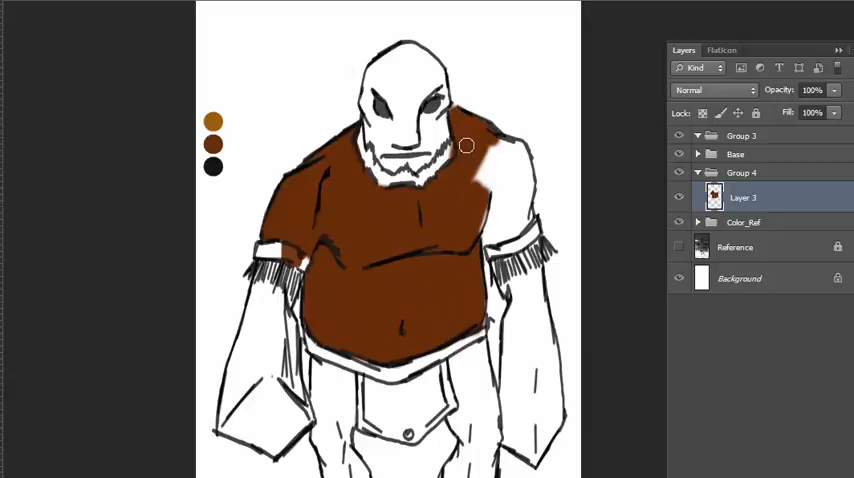 Layers FlatIcon
Kind
Normal Opacity: 100%
Lock: Fill: 100%
Group 3
Base
Group 4
Layer 3
Color_Ref
Reference
Background